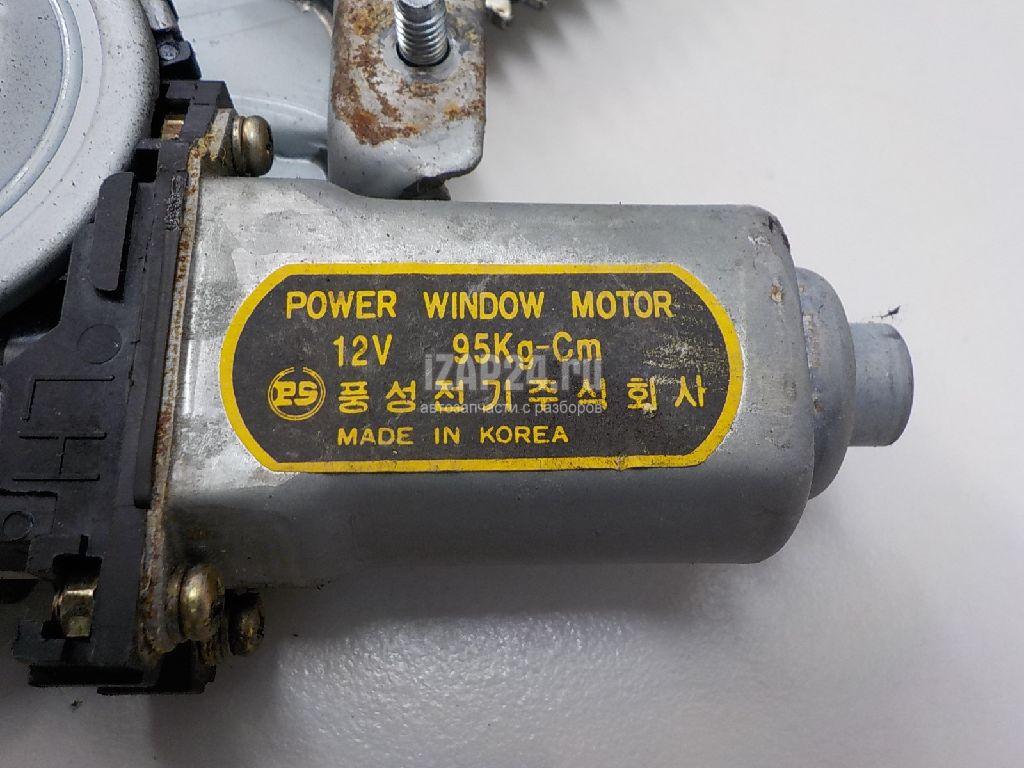 POWER WINDOW MOTOR
12V 95Kg-Cm
iZAP24.ru
PS 풍성전기주식회사
автозапчасти с разборов
MADE IN KOREA